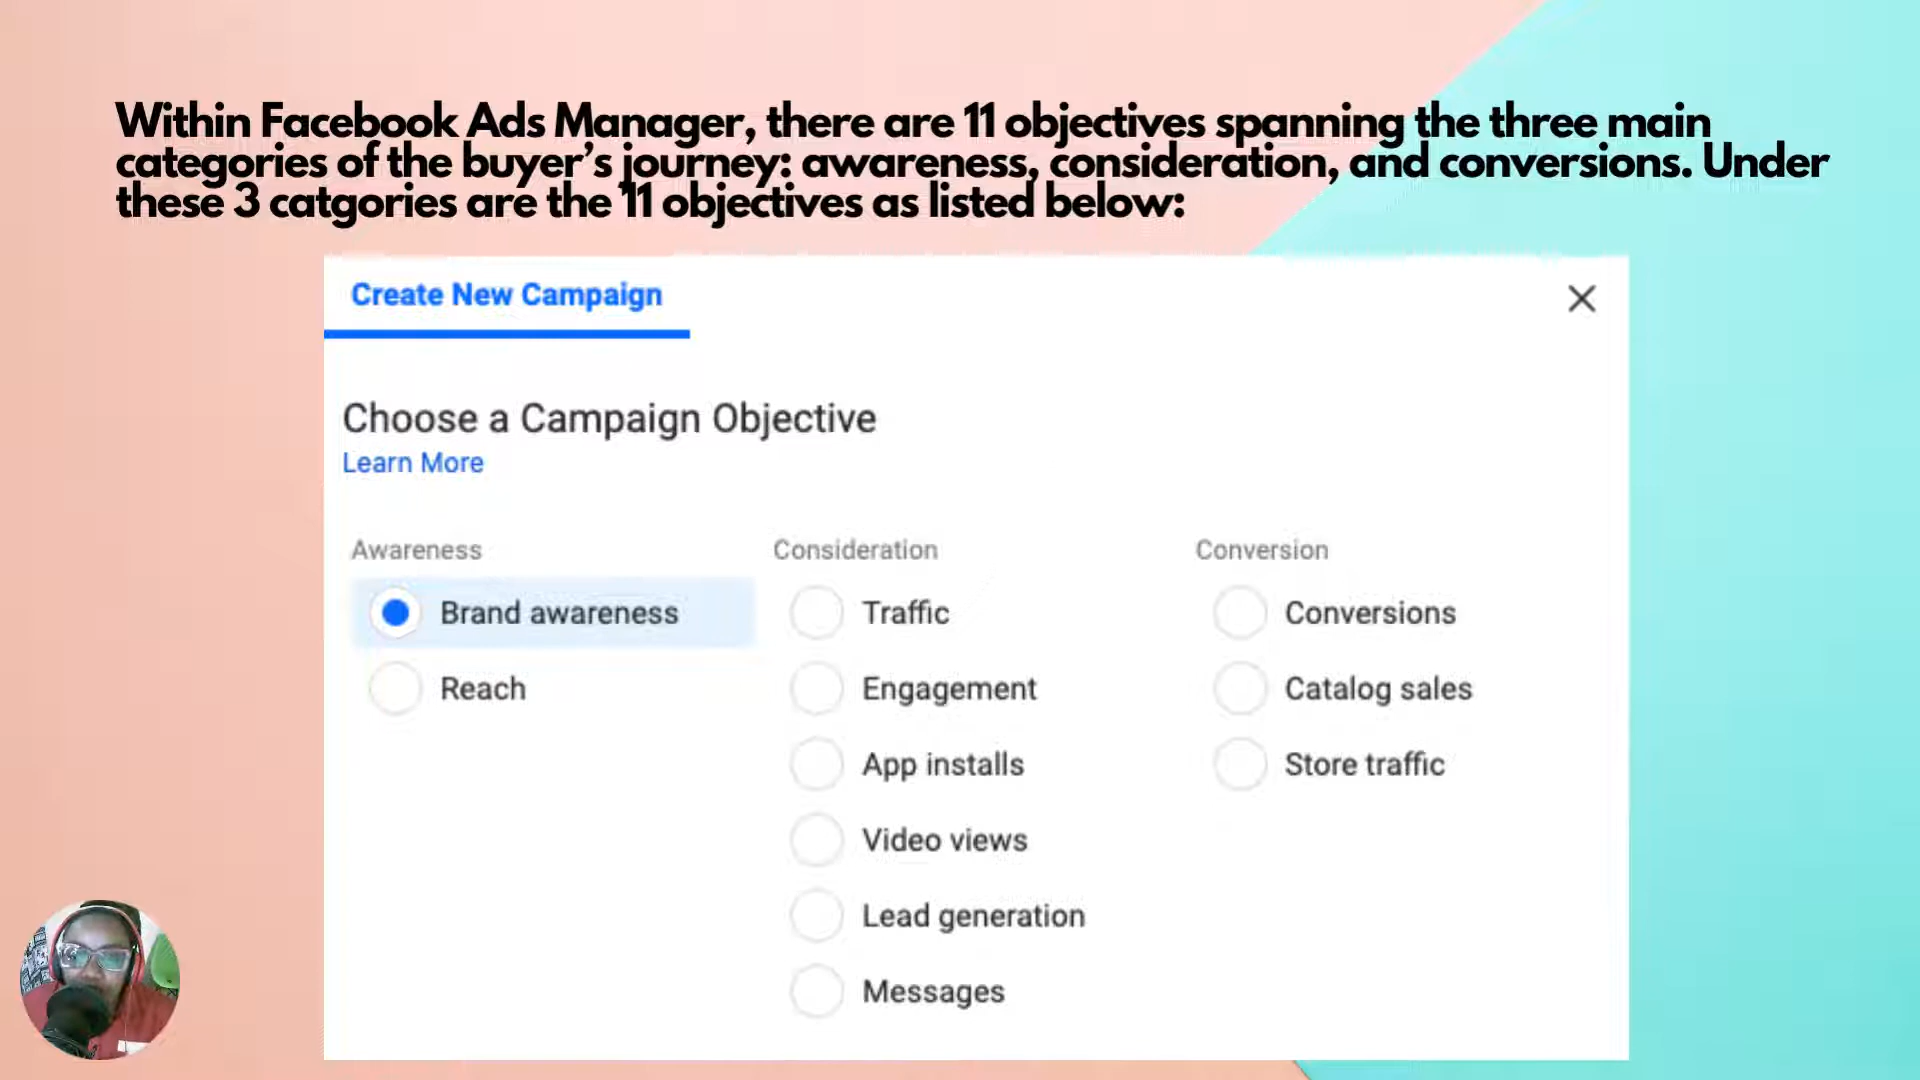 Within Facebook Ads Manager, there are 11 objectives spanning the three main
categories of the buyer's journey: awareness, consideration, and conversions. Under
these 3 catgories are the 11 objectives as listed below:
Create New Campaign
Choose a Campaign Objective
Learn More
Awareness
Brand awareness
Reach
Consideration
Traffic
Engagement
App installs
Video views
Lead generation
Messages
Conversion
Conversions
Catalog sales
Store traffic